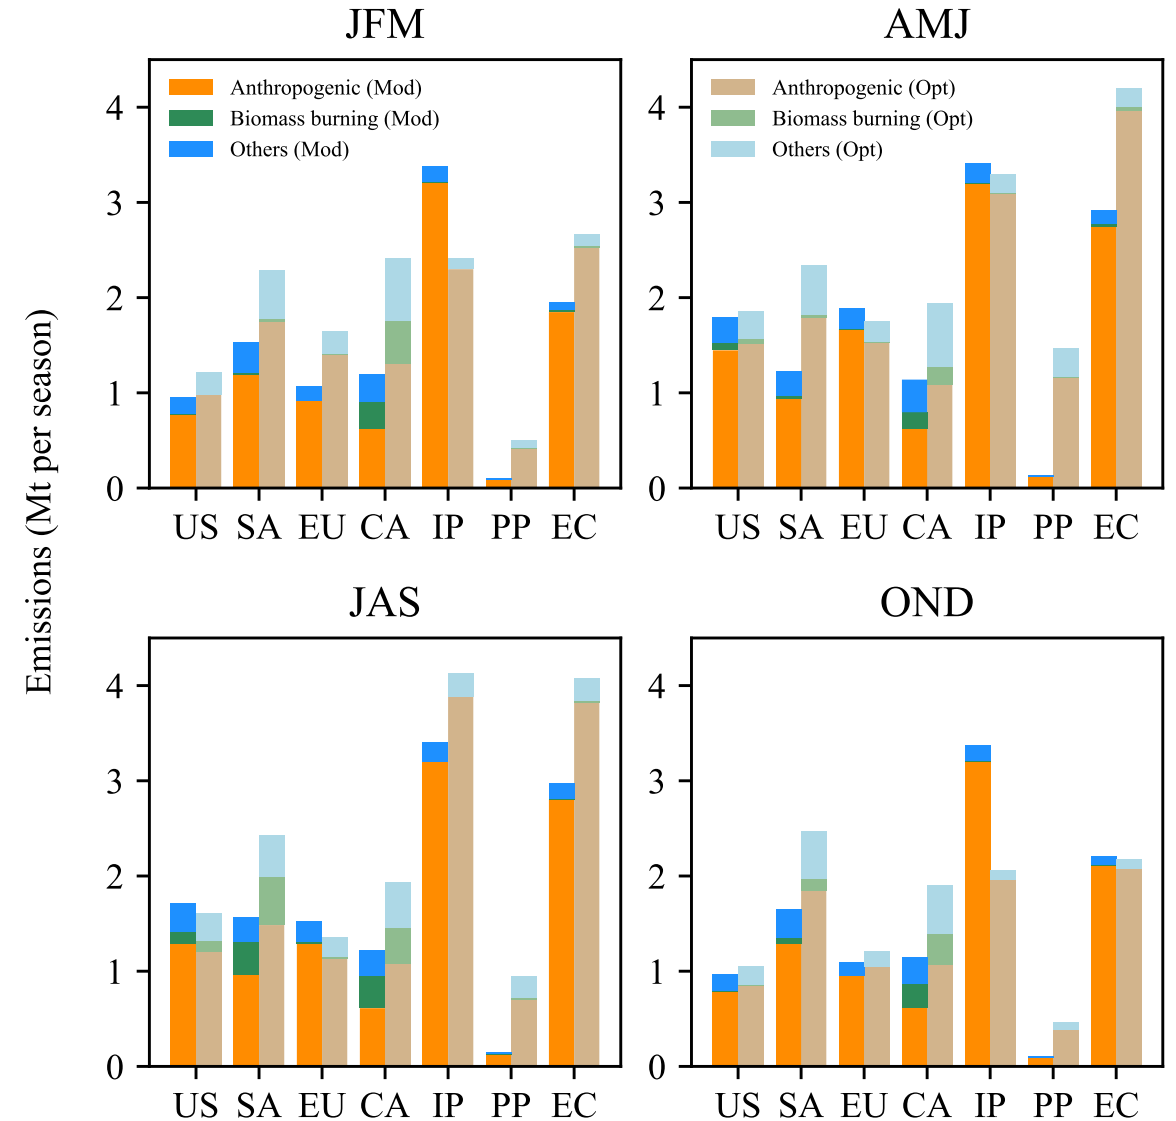 JFM
AMJ
Anthropogenic (Mod)
Biomass burning (Mod)
Others (Mod)
Anthropogenic (Opt)
Biomass burning (Opt)
Others (Opt)
4
3
2
1
0
US SA EU CA IP PP EC
4
3
2
1
0
US SA EU CA IP PP EC
Emissions (Mt per season)
JAS
OND
4
3
2
1
0
US SA EU CA IP PP EC
4
3
2
1
0
US SA EU CA IP PP EC